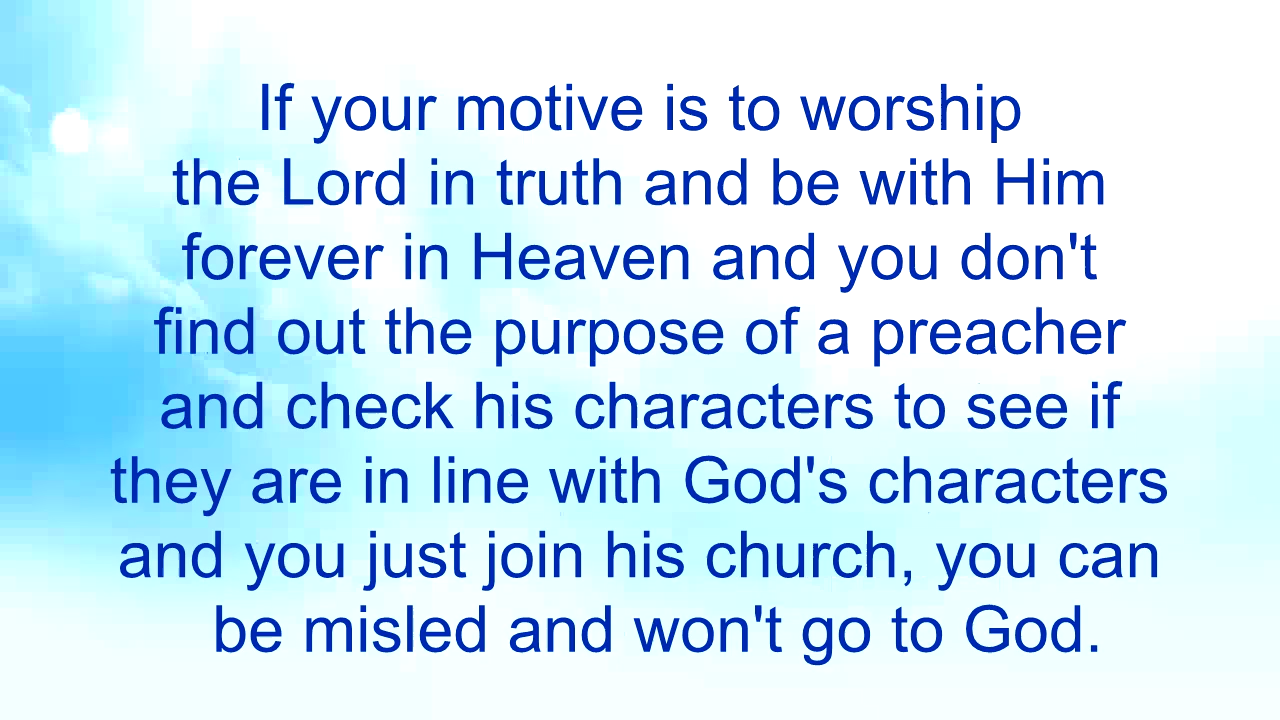 If your motive is to worship
the Lord in truth and be with Him
forever in Heaven and you don't
find out the purpose of a preacher
and check his characters to see if
they are in line with God's characters
and you just join his church, you can
be misled and won't go to God.